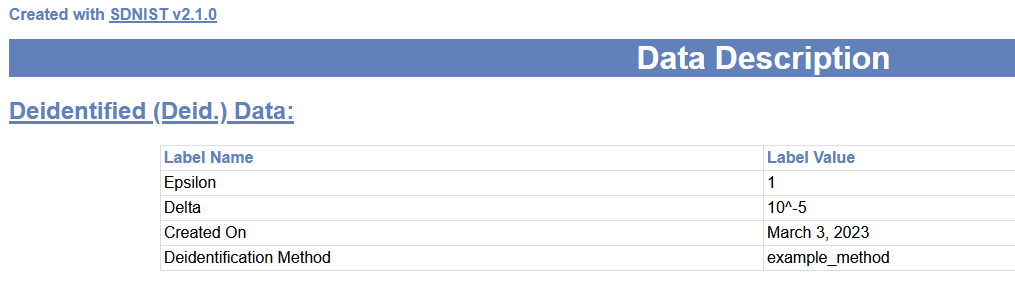 Created with SDNIST v2.1.0
Data Description
Deidentified (Deid.) Data:
Label Name Label Value
Epsilon 1
Delta 10^-5
Created On March 3, 2023
Deidentification Method example_method